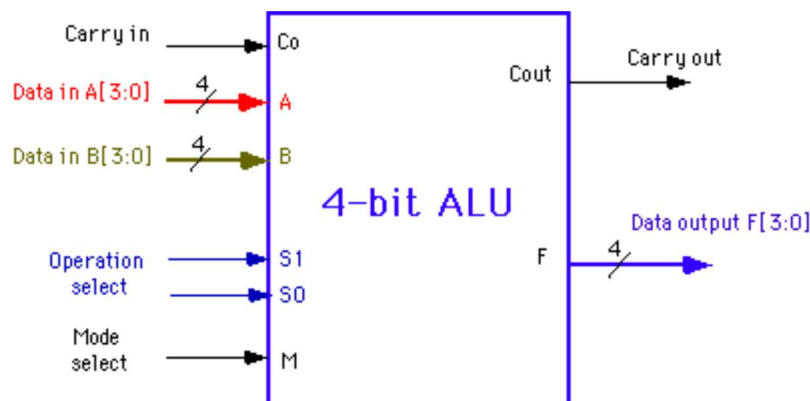 Carry in
Co
Carry out
Cout
Data in A[3:0]
4
A
Data in B[3:0]
4
B
4-bit ALU
Data output F[3:0]
4
F
Operation
select
S1
S0
Mode
select
M